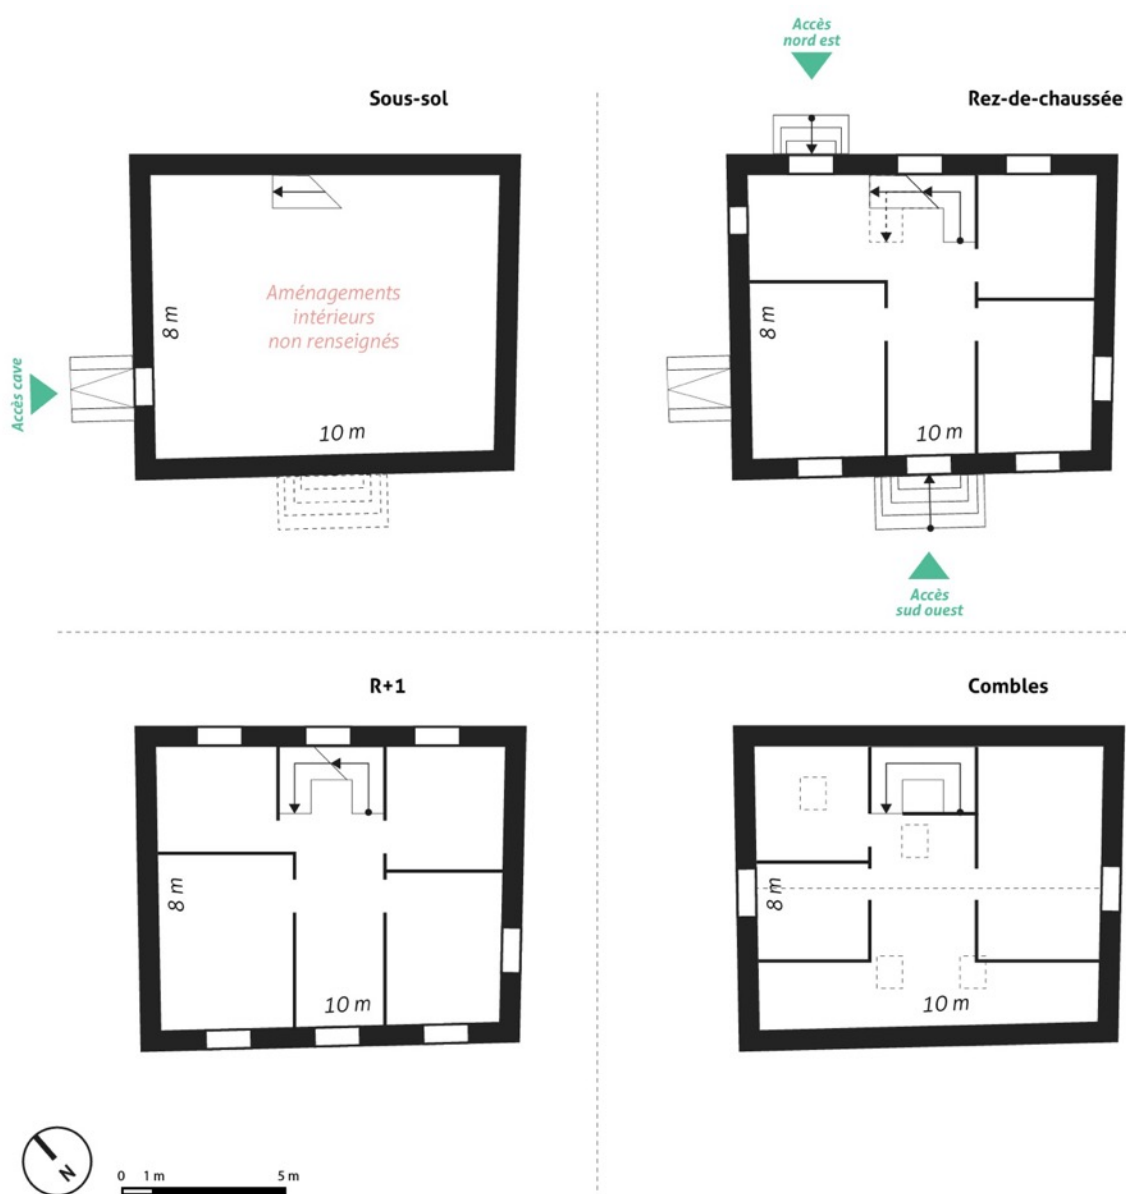 Accès
nord est
Sous-sol
Rez-de-chaussée
Aménagements
intérieurs
non renseignés
8 m
10 m
Accès cave
8 m
10 m
Accès
sud ouest
R+1
Combles
8 m
10 m
8 m
10 m
N
0 1 m 5 m